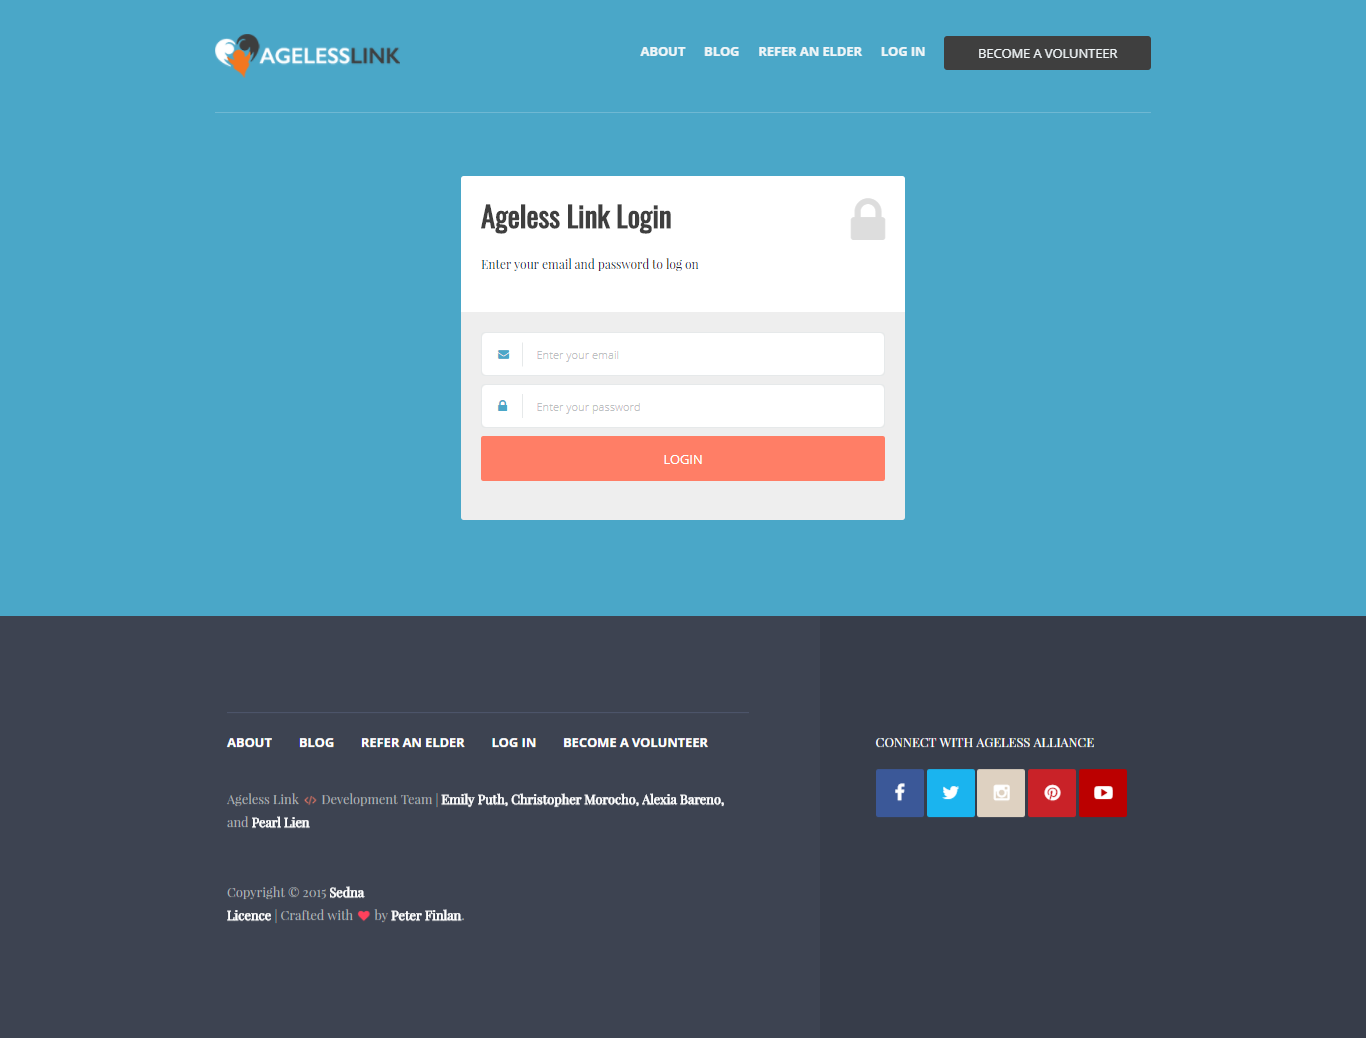 AGELESSLINK
ABOUT BLOG REFER AN ELDER LOG IN BECOME A VOLUNTEER
Ageless Link Login
Enter your email and password to log on
Enter your email
Enter your password
LOGIN
ABOUT BLOG REFER AN ELDER LOG IN BECOME A VOLUNTEER
Ageless Link </> Development Team | Emily Puth, Christopher Morocho, Alexia Bareno,
and Pearl Lien
Copyright © 2015 Sedna
Licence | Crafted with ♥ by Peter Finlan.
CONNECT WITH AGELESS ALLIANCE